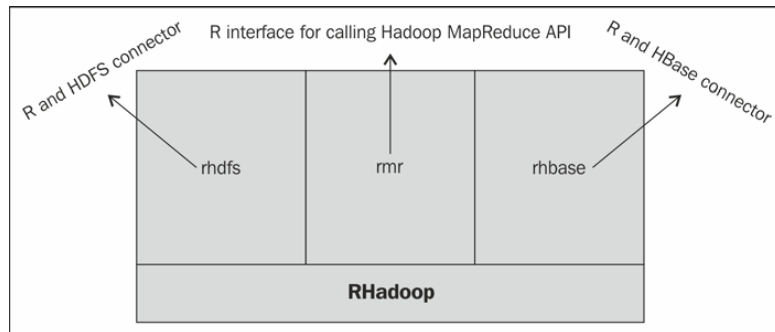 R and HDFS connector
R interface for calling Hadoop MapReduce API
R and HBase connector
rhdfs
rmr
rhbase
RHadoop